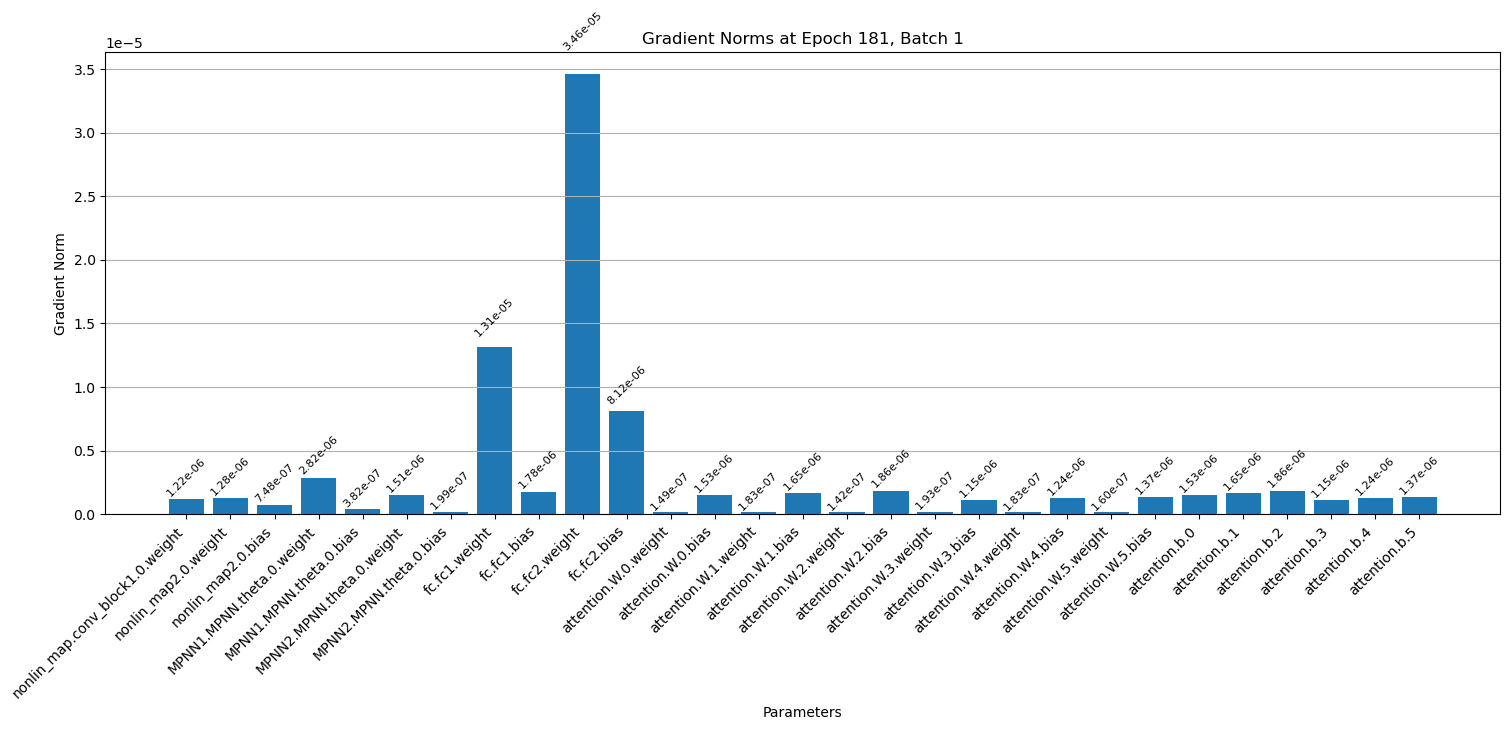 Gradient Norms at Epoch 181, Batch 1
1e−5
3.5
3.0
2.5
2.0
1.5
1.0
0.5
0.0
Gradient Norm
1.22e-06
1.28e-06
7.48e-07
2.82e-06
3.82e-07
1.51e-06
1.99e-07
1.31e-05
1.78e-06
3.46e-05
8.12e-06
1.49e-07
1.53e-06
1.83e-07
1.65e-06
1.42e-07
1.86e-06
1.93e-07
1.15e-06
1.83e-07
1.24e-06
1.60e-07
1.37e-06
1.53e-06
1.65e-06
1.86e-06
1.15e-06
1.24e-06
1.37e-06
nonlin_map.conv_block1.0.weight
nonlin_map2.0.weight
nonlin_map2.0.bias
MPNN1.MPNN.theta.0.weight
MPNN1.MPNN.theta.0.bias
MPNN2.MPNN.theta.0.weight
MPNN2.MPNN.theta.0.bias
fc.fc1.weight
fc.fc1.bias
fc.fc2.weight
fc.fc2.bias
attention.W.0.weight
attention.W.0.bias
attention.W.1.weight
attention.W.1.bias
attention.W.2.weight
attention.W.2.bias
attention.W.3.weight
attention.W.3.bias
attention.W.4.weight
attention.W.4.bias
attention.W.5.weight
attention.W.5.bias
attention.b.0
attention.b.1
attention.b.2
attention.b.3
attention.b.4
attention.b.5
Parameters